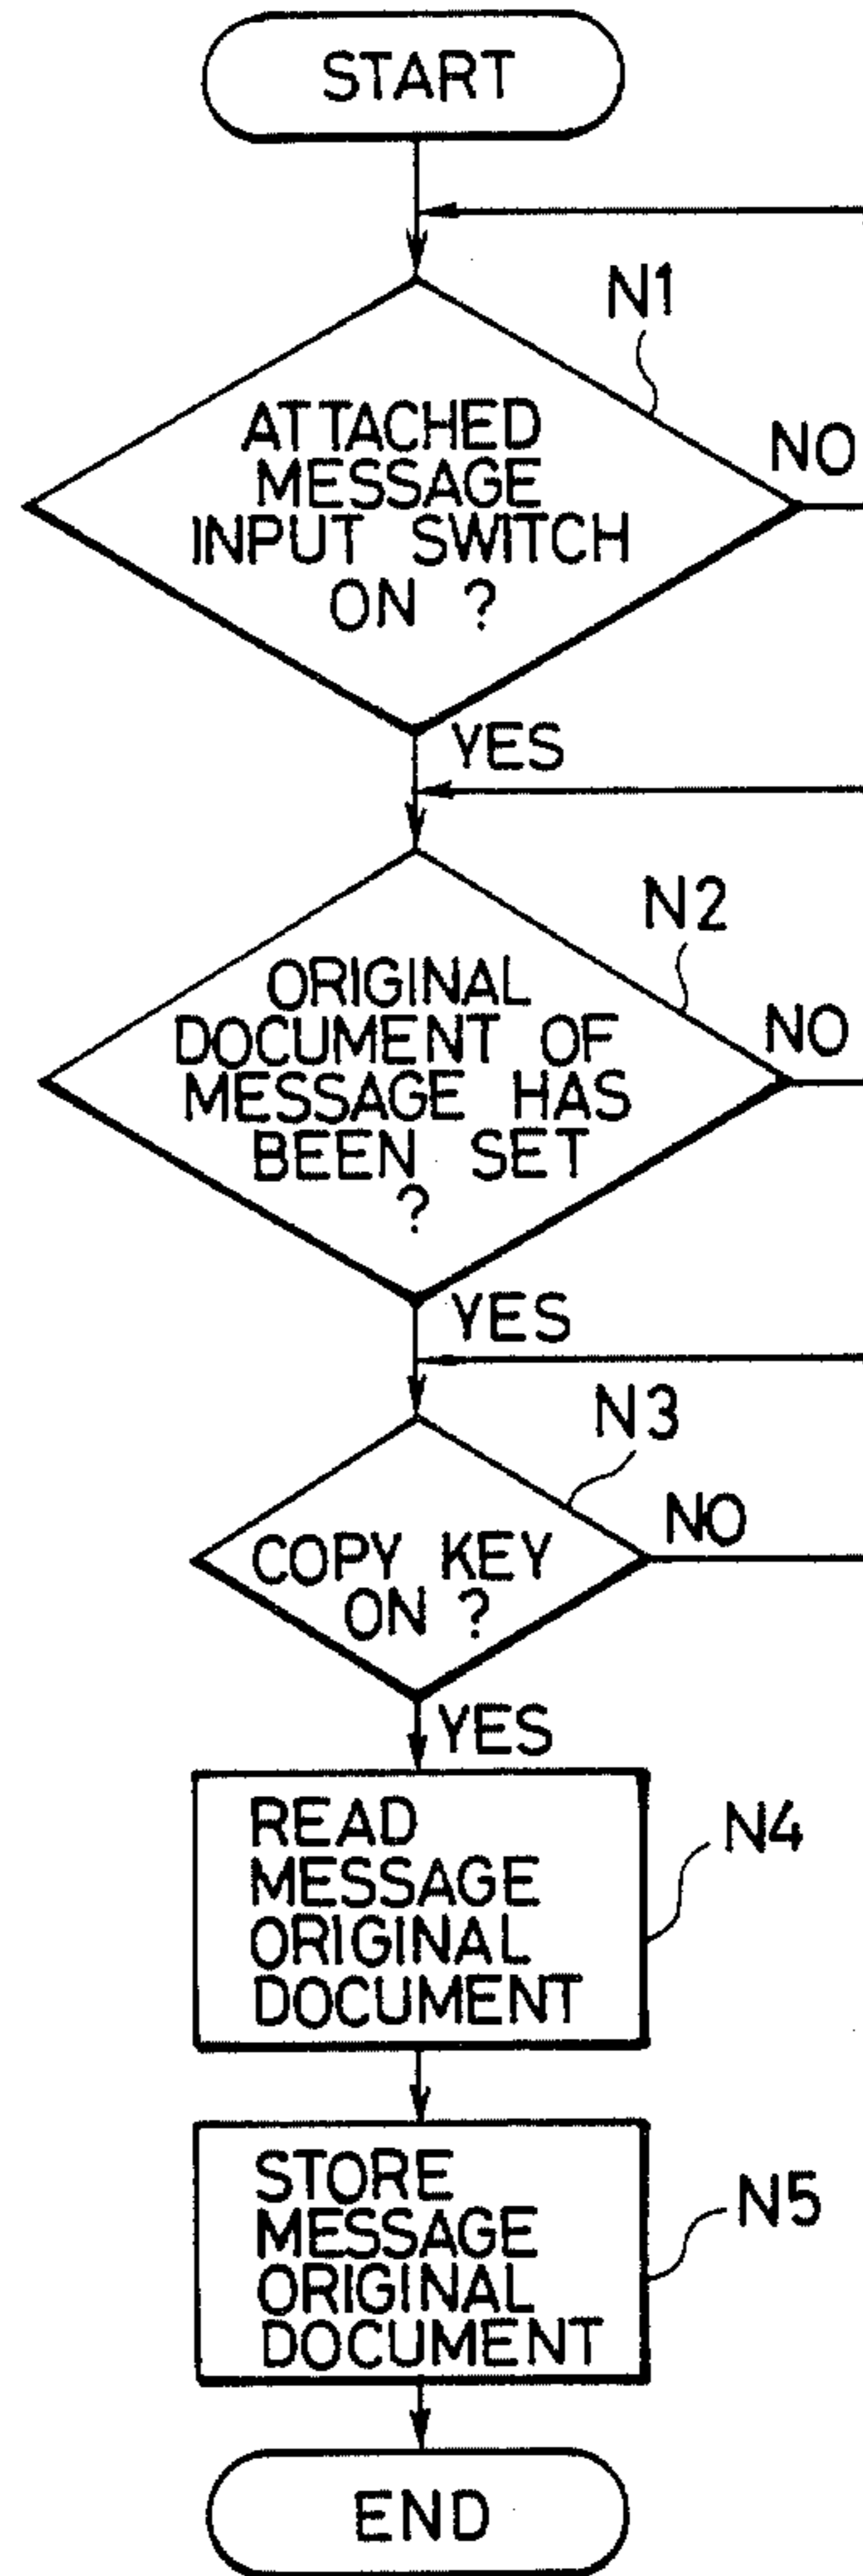 START
N1
ATTACHED
MESSAGE
INPUT SWITCH
ON ?
NO
YES
N2
ORIGINAL
DOCUMENT OF
MESSAGE HAS
BEEN SET
?
NO
YES
N3
COPY KEY
ON ?
NO
YES
READ
MESSAGE
ORIGINAL
DOCUMENT
N4
STORE
MESSAGE
ORIGINAL
DOCUMENT
N5
END